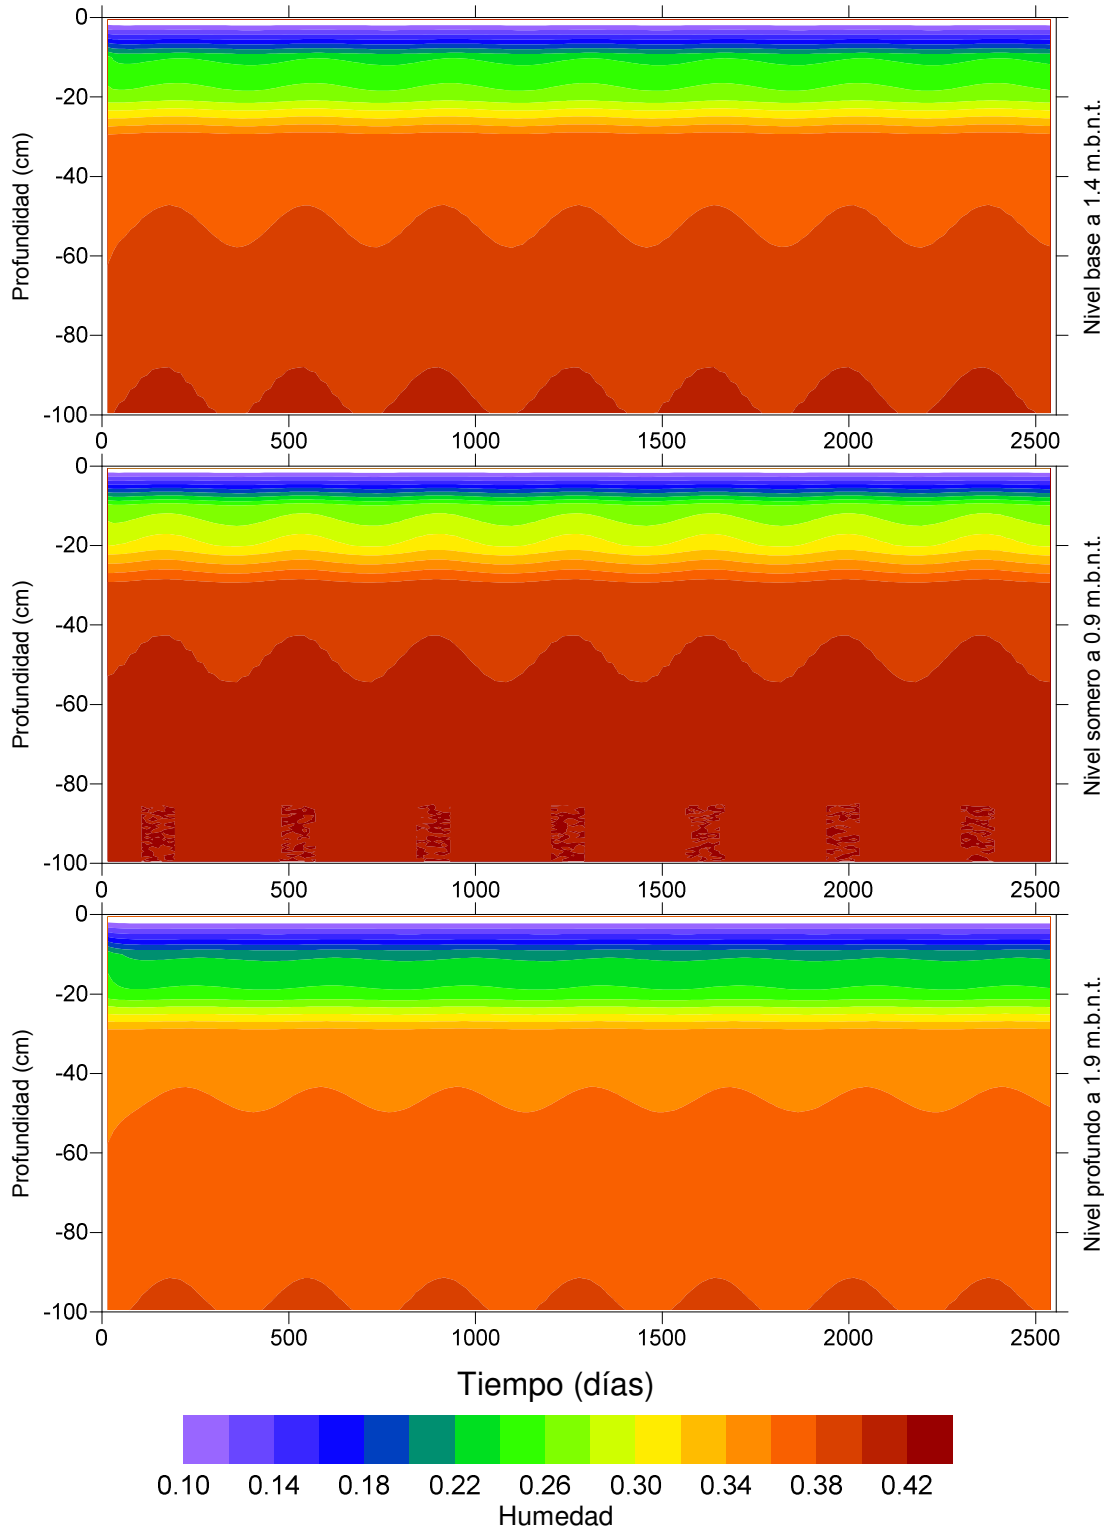 0
-20
-40
-60
-80
-100
Profundidad (cm)
Nivel base a 1.4 m.b.n.t.
0 500 1000 1500 2000 2500
0
-20
-40
-60
-80
-100
Profundidad (cm)
Nivel somero a 0.9 m.b.n.t.
0 500 1000 1500 2000 2500
0
-20
-40
-60
-80
-100
Profundidad (cm)
Nivel profundo a 1.9 m.b.n.t.
0 500 1000 1500 2000 2500
Tiempo (días)
0.10 0.14 0.18 0.22 0.26 0.30 0.34 0.38 0.42
Humedad